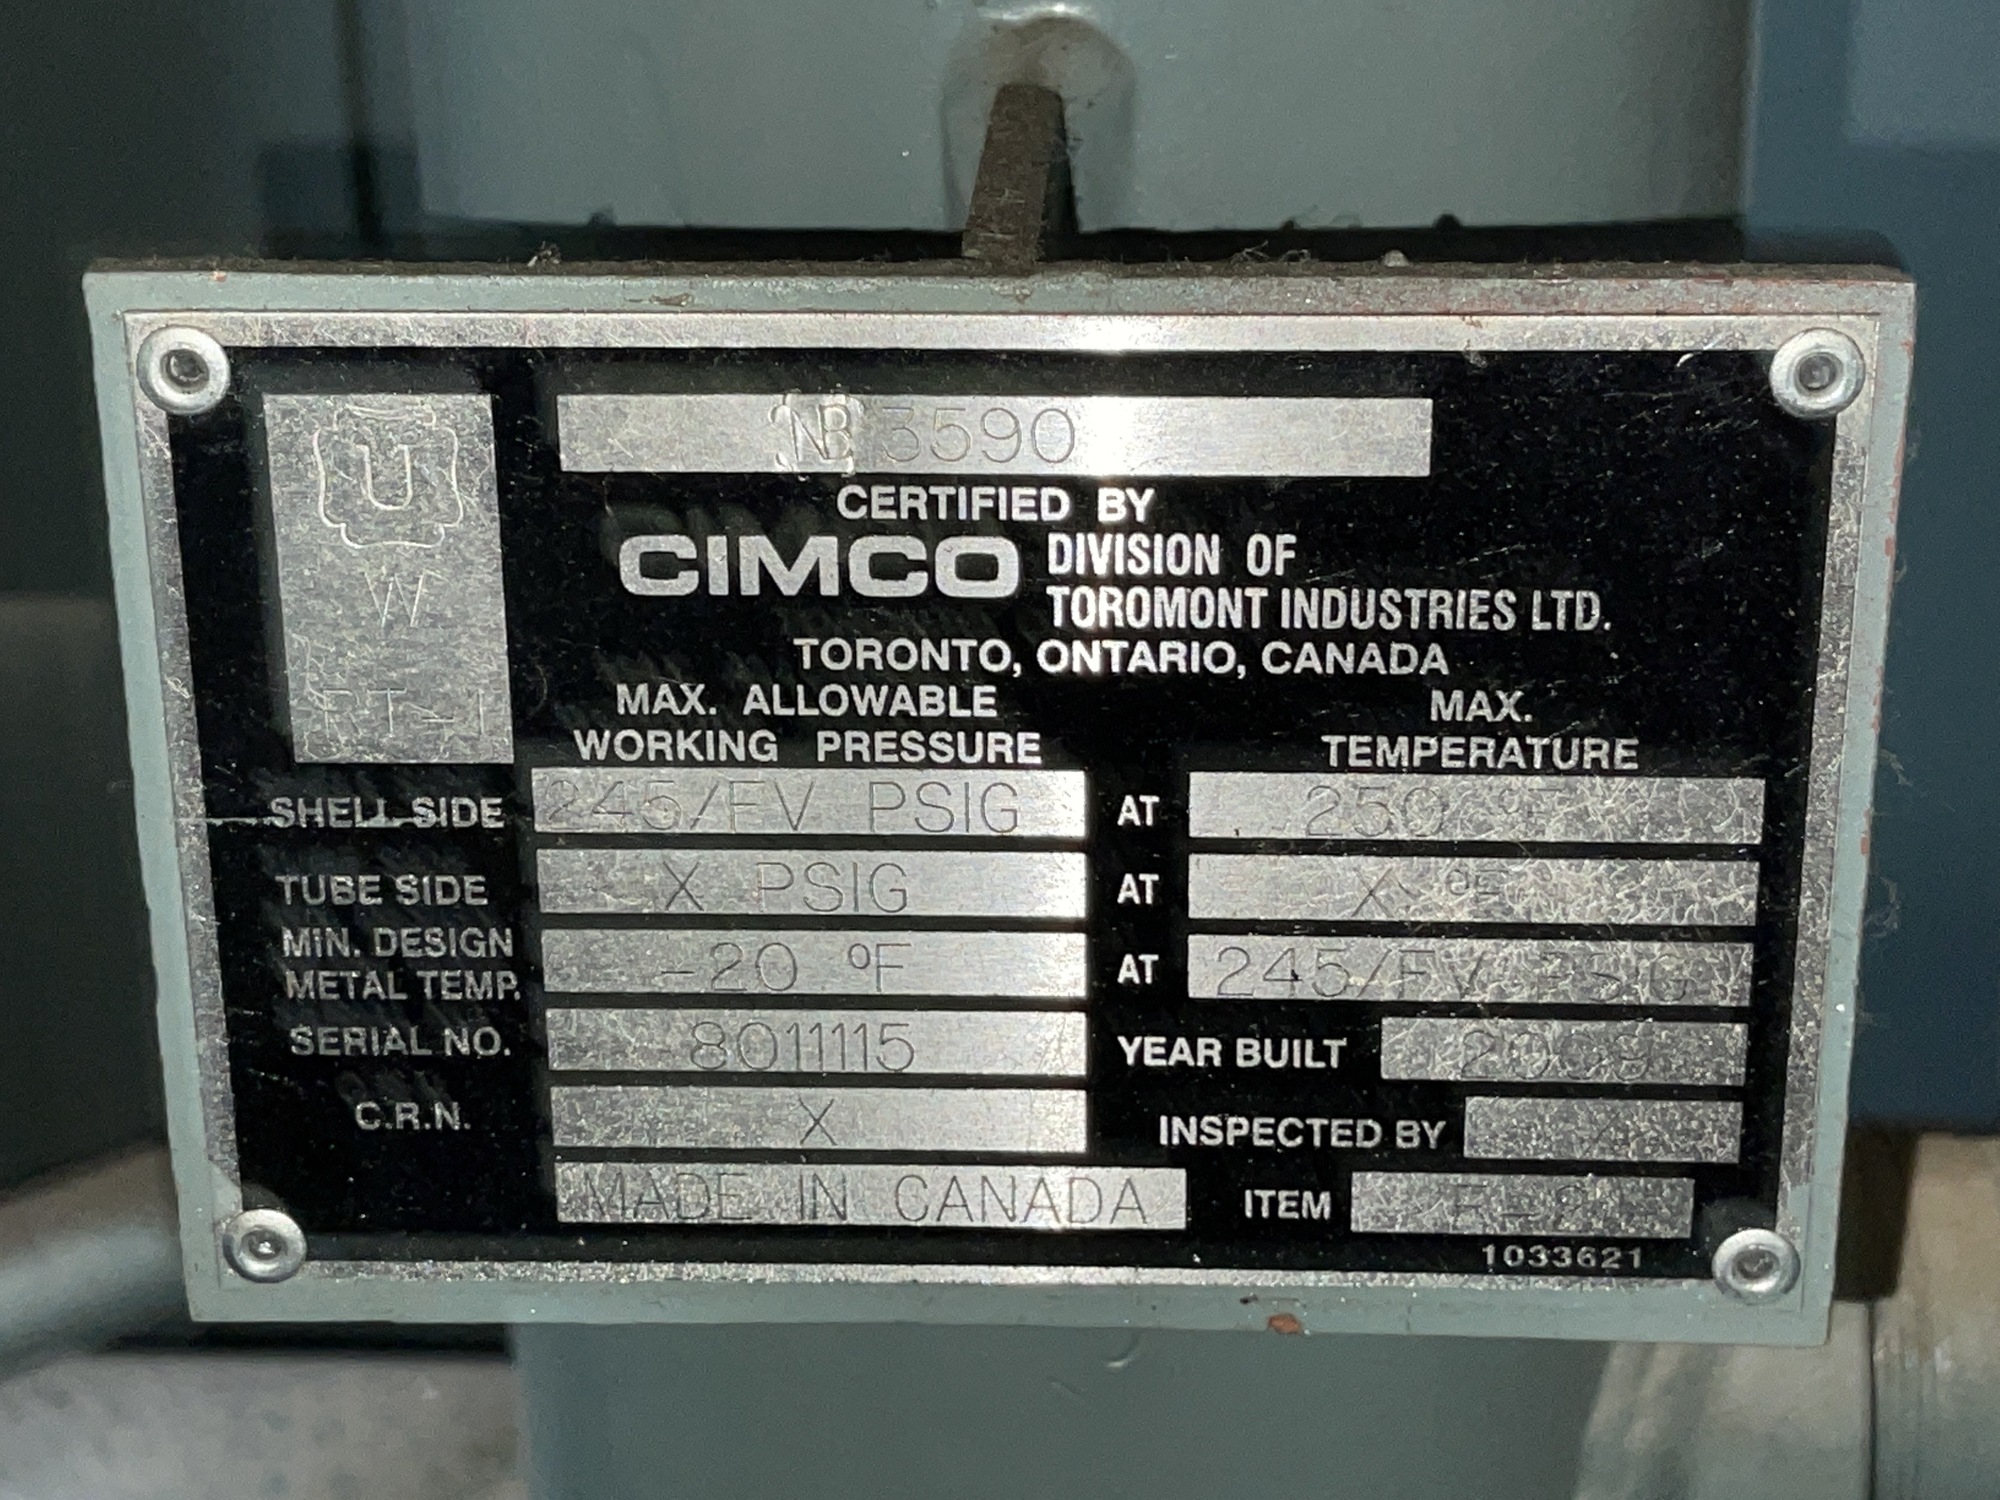 U
W
RT-1
NB 3590
CERTIFIED BY
CIMCO DIVISION OF
TOROMONT INDUSTRIES LTD.
TORONTO, ONTARIO, CANADA
MAX. ALLOWABLE
WORKING PRESSURE
MAX.
TEMPERATURE
SHELL SIDE 245/FV PSIG AT 250 °F
TUBE SIDE X PSIG AT X °F
MIN. DESIGN
METAL TEMP. -20 °F AT 245/FV PSIG
SERIAL NO. 8011115 YEAR BUILT 2009
C.R.N. X INSPECTED BY
MADE IN CANADA ITEM
1033621